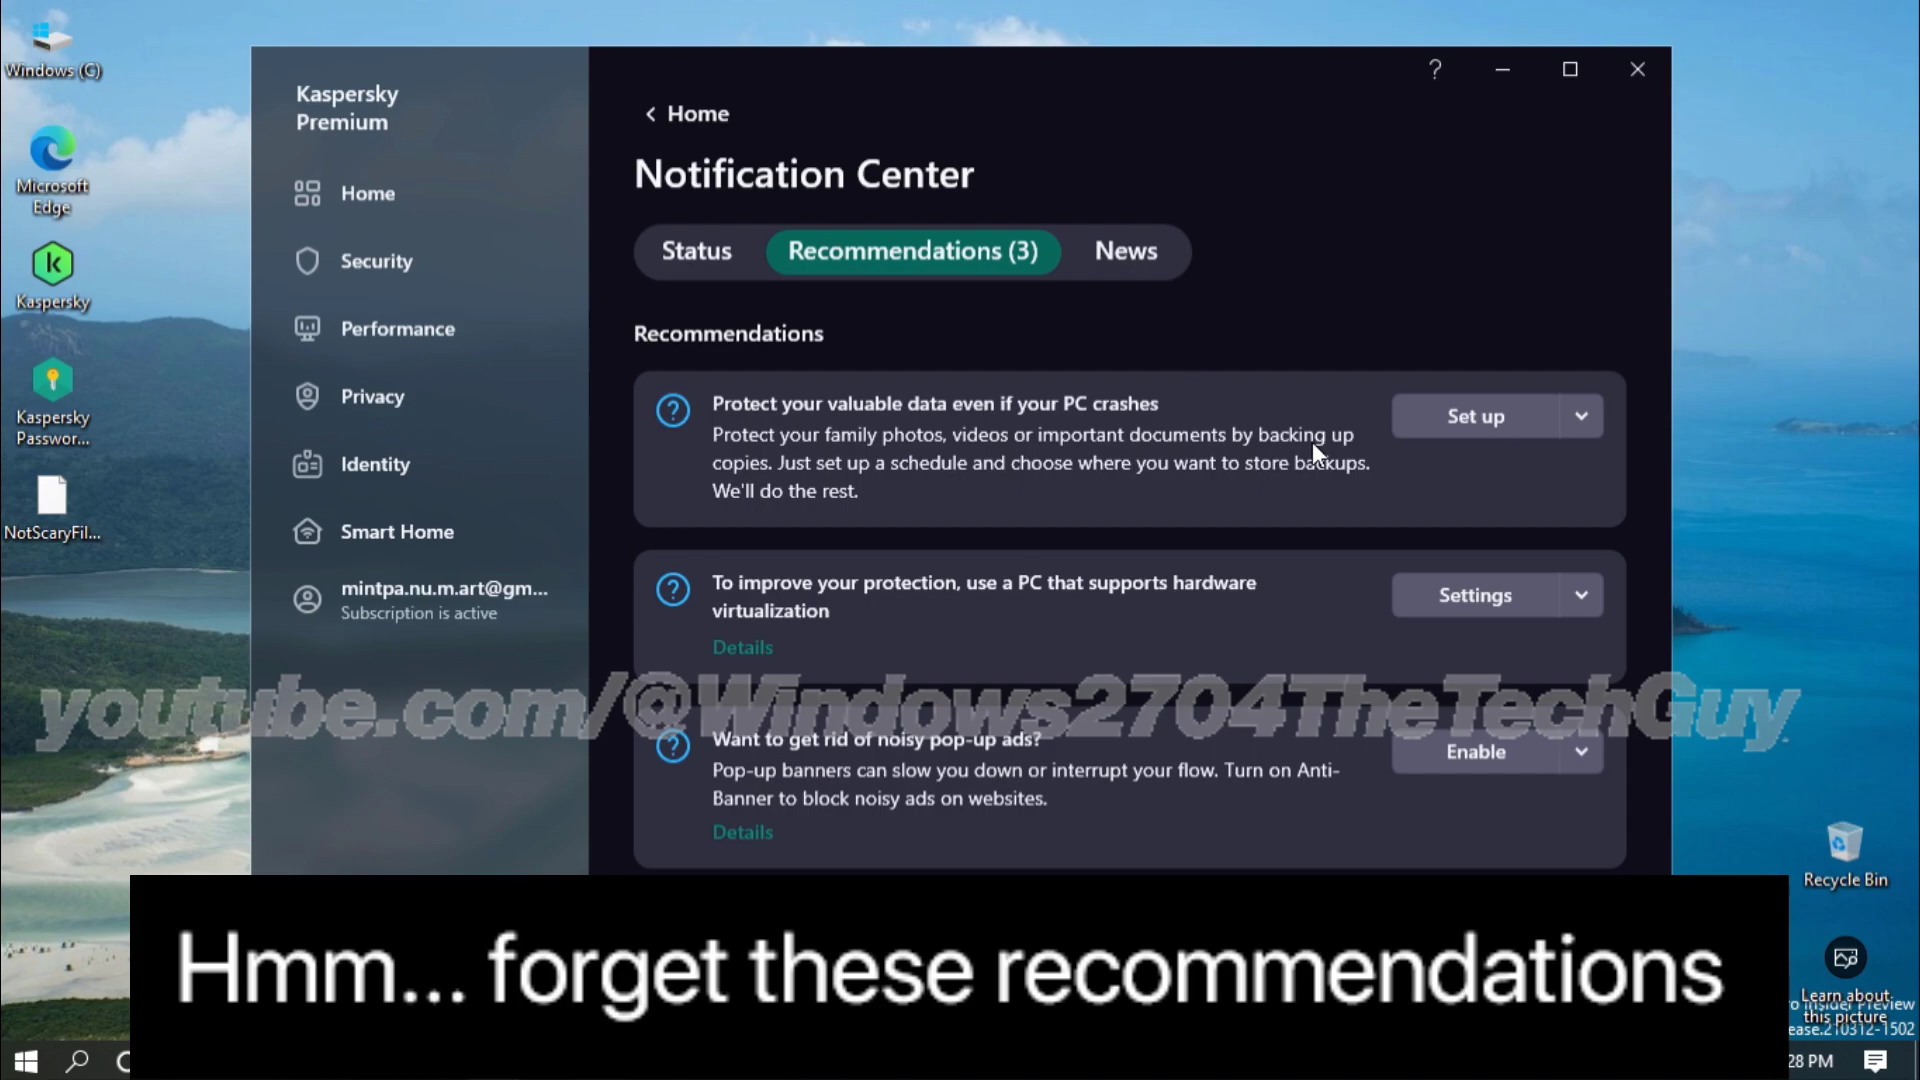 Windows (C)
Microsoft
Edge
Kaspersky
Kaspersky
Passwor...
NotScaryFil...
Kaspersky
Premium
Home
Security
Performance
Privacy
Identity
Smart Home
mintpa.nu.m.art@gm...
Subscription is active
?
Home
Notification Center
Status
Recommendations (3)
News
Recommendations
Protect your valuable data even if your PC crashes
Protect your family photos, videos or important documents by backing up
copies. Just set up a schedule and choose where you want to store backups.
We'll do the rest.
Set up
To improve your protection, use a PC that supports hardware
virtualization
Details
Settings
youtube.com/@Windows2704TheTechGuy
Want to get rid of noisy pop-up ads?
Pop-up banners can slow you down or interrupt your flow. Turn on Anti-
Banner to block noisy ads on websites.
Details
Enable
Hmm... forget these recommendations
Recycle Bin
Learn about
this picture
o Insider Preview
ease.210312-1502
28 PM